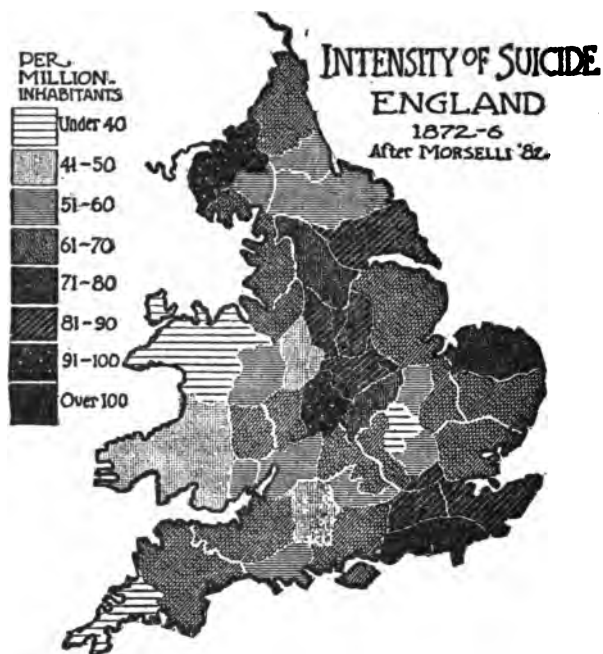 PER
MILLION-
INHABITANTS
Under 40
41-50
51-60
61-70
71-80
81-90
91-100
Over 100
INTENSITY OF SUICIDE
ENGLAND
1872-6
After MORSELLI '82.